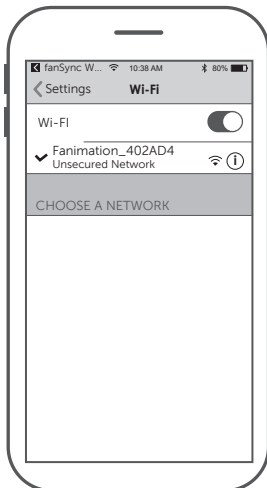 fanSync W... 10:38 AM 80%
Settings Wi-Fi
Wi-FI
Fanimation_402AD4
Unsecured Network
CHOOSE A NETWORK